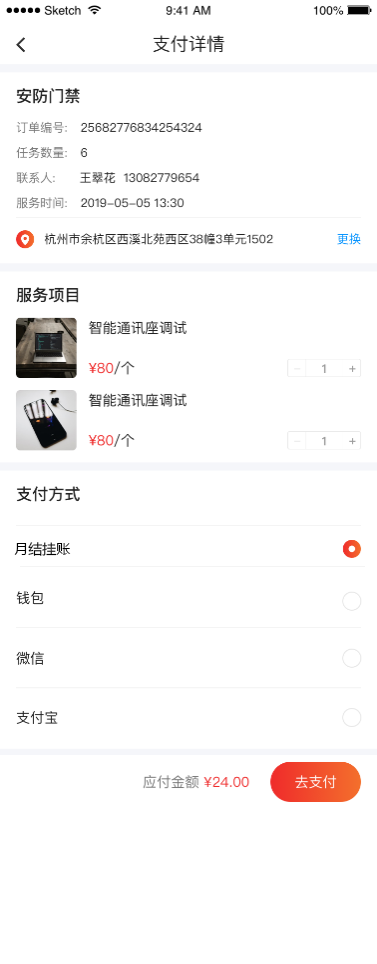 Sketch 9:41 AM 100%
支付详情
安防门禁
订单编号: 25682776834254324
任务数量: 6
联系人: 王翠花 13082779654
服务时间: 2019-05-05 13:30
杭州市余杭区西溪北苑西区38幢3单元1502 更换
服务项目
智能通讯座调试
¥80/个 − 1 +
智能通讯座调试
¥80/个 − 1 +
支付方式
月结挂账
钱包
微信
支付宝
应付金额 ¥24.00 去支付